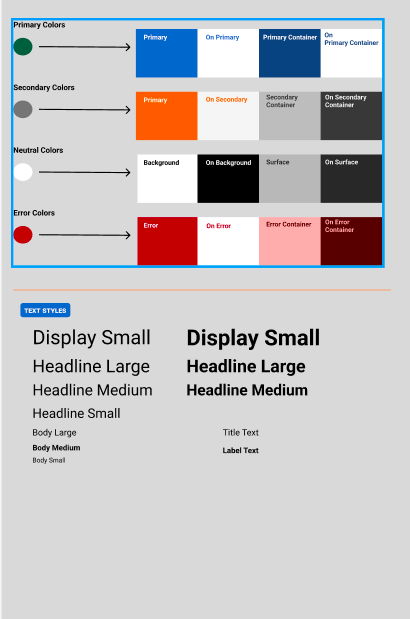 Primary Colors
Primary
On Primary
Primary Container
On
Primary Container
Secondary Colors
Primary
On Secondary
Secondary
Container
On Secondary
Container
Neutral Colors
Background
On Background
Surface
On Surface
Error Colors
Error
On Error
Error Container
On Error
Container
TEXT STYLES
Display Small
Display Small
Headline Large
Headline Large
Headline Medium
Headline Medium
Headline Small
Body Large
Title Text
Body Medium
Label Text
Body Small